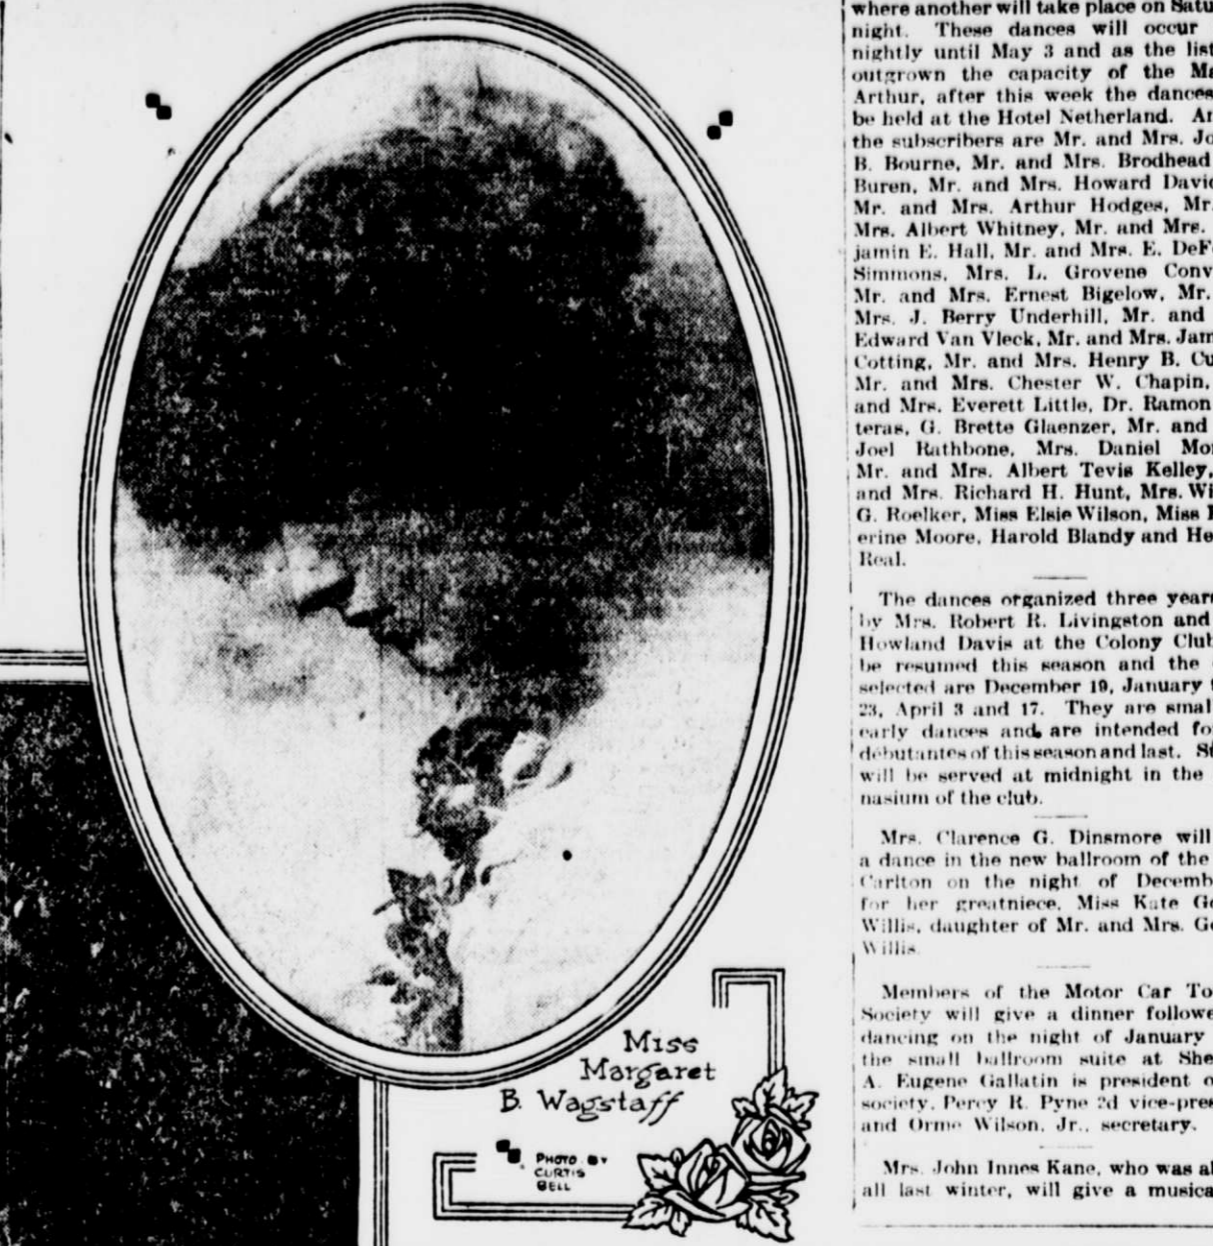 Miss
Margaret
B. Wagstaff
PHOTO BY
CURTIS
BELL
where another will take place on Satu
night. These dances will occur
nightly until May 3 and as the list
outgrown the capacity of the Ma
Arthur, after this week the dances
be held at the Hotel Netherland. Ar
the subscribers are Mr. and Mrs. Jo
B. Bourne, Mr. and Mrs. Brodhead
Buren, Mr. and Mrs. Howard Davi
Mr. and Mrs. Arthur Hodges, Mr.
Mrs. Albert Whitney, Mr. and Mrs.
jamin E. Hall, Mr. and Mrs. E. DeF
Simmons, Mrs. L. Grovene Conv
Mr. and Mrs. Ernest Bigelow, Mr.
Mrs. J. Berry Underhill, Mr. and
Edward Van Vleck, Mr. and Mrs. Jam
Cotting, Mr. and Mrs. Henry B. Cu
Mr. and Mrs. Chester W. Chapin,
and Mrs. Everett Little, Dr. Ramon
teras, G. Brette Glaenzer, Mr. and
Joel Rathbone, Mrs. Daniel Mor
Mr. and Mrs. Albert Tevis Kelley,
and Mrs. Richard H. Hunt, Mrs. Wi
G. Roelker, Miss Elsie Wilson, Miss
erine Moore, Harold Blandy and He
Real.
The dances organized three year
by Mrs. Robert R. Livingston and
Howland Davis at the Colony Club
be resumed this season and the
selected are December 19, January
23, April 3 and 17. They are smal
early dances and are intended fo
debutantes of this season and last. S
will be served at midnight in the
nasium of the club.
Mrs. Clarence G. Dinsmore will
a dance in the new ballroom of the
Carlton on the night of Decemb
for her greatniece, Miss Kate Ge
Willis, daughter of Mr. and Mrs. Ge
Willis.
Members of the Motor Car To
Society will give a dinner followe
dancing on the night of January
the small ballroom suite at She
A. Eugene Gallatin is president o
society, Percy R. Pyne 2d vice-pres
and Orme Wilson, Jr., secretary.
Mrs. John Innes Kane, who was a
all last winter, will give a musica